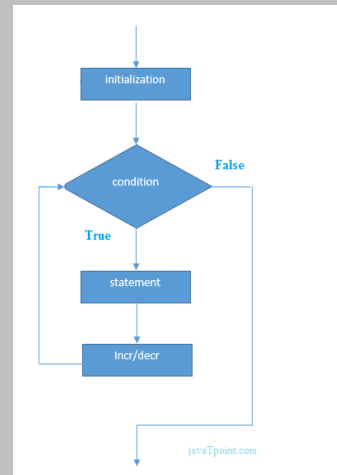 initialization
condition
False
True
statement
Incr/decr
javaTpoint.com